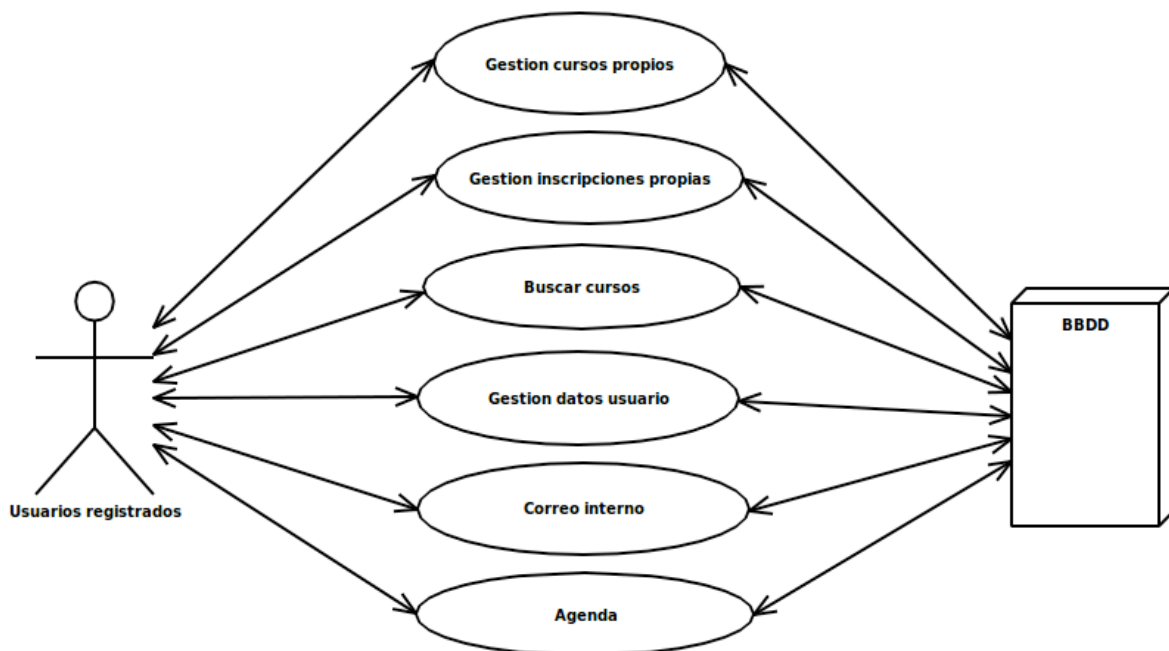 Gestion cursos propios
Gestion inscripciones propias
Buscar cursos
BBDD
Gestion datos usuario
Usuarios registrados
Correo interno
Agenda